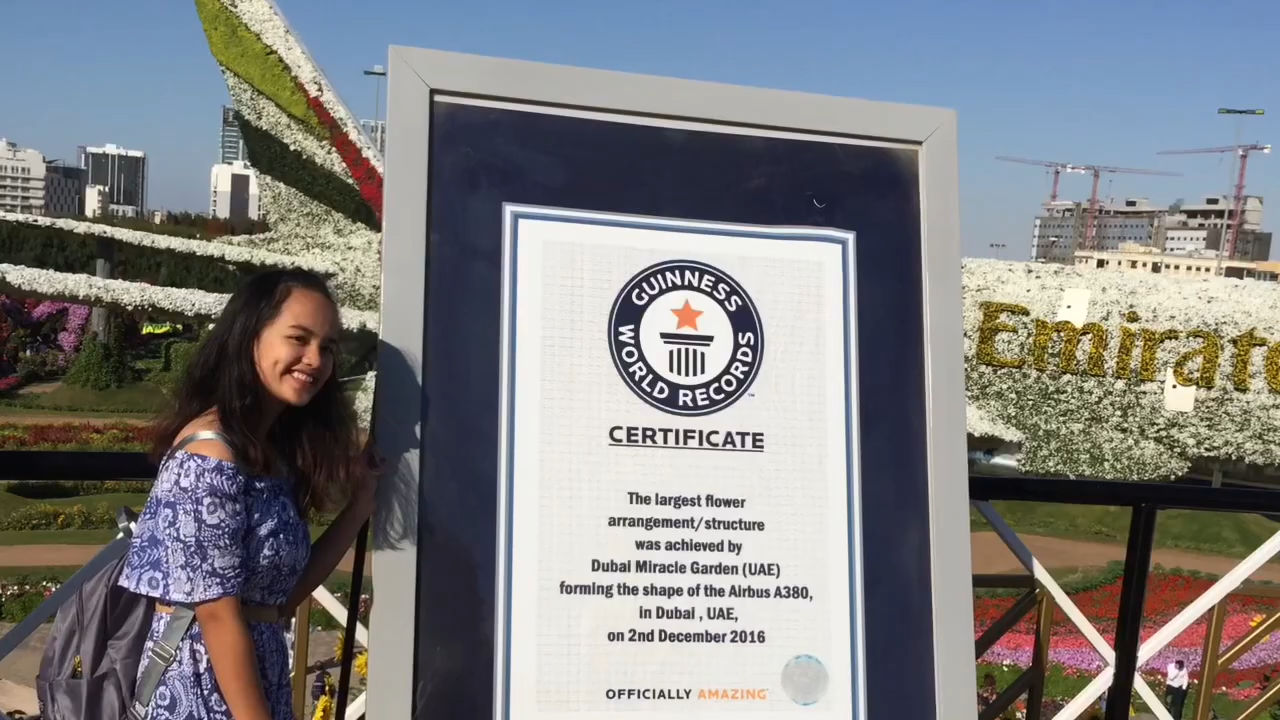 GUINNESS
WORLD RECORDS™
CERTIFICATE
The largest flower
arrangement/structure
was achieved by
Dubai Miracle Garden (UAE)
forming the shape of the Airbus A380,
in Dubai , UAE,
on 2nd December 2016
OFFICIALLY AMAZING
Emirate